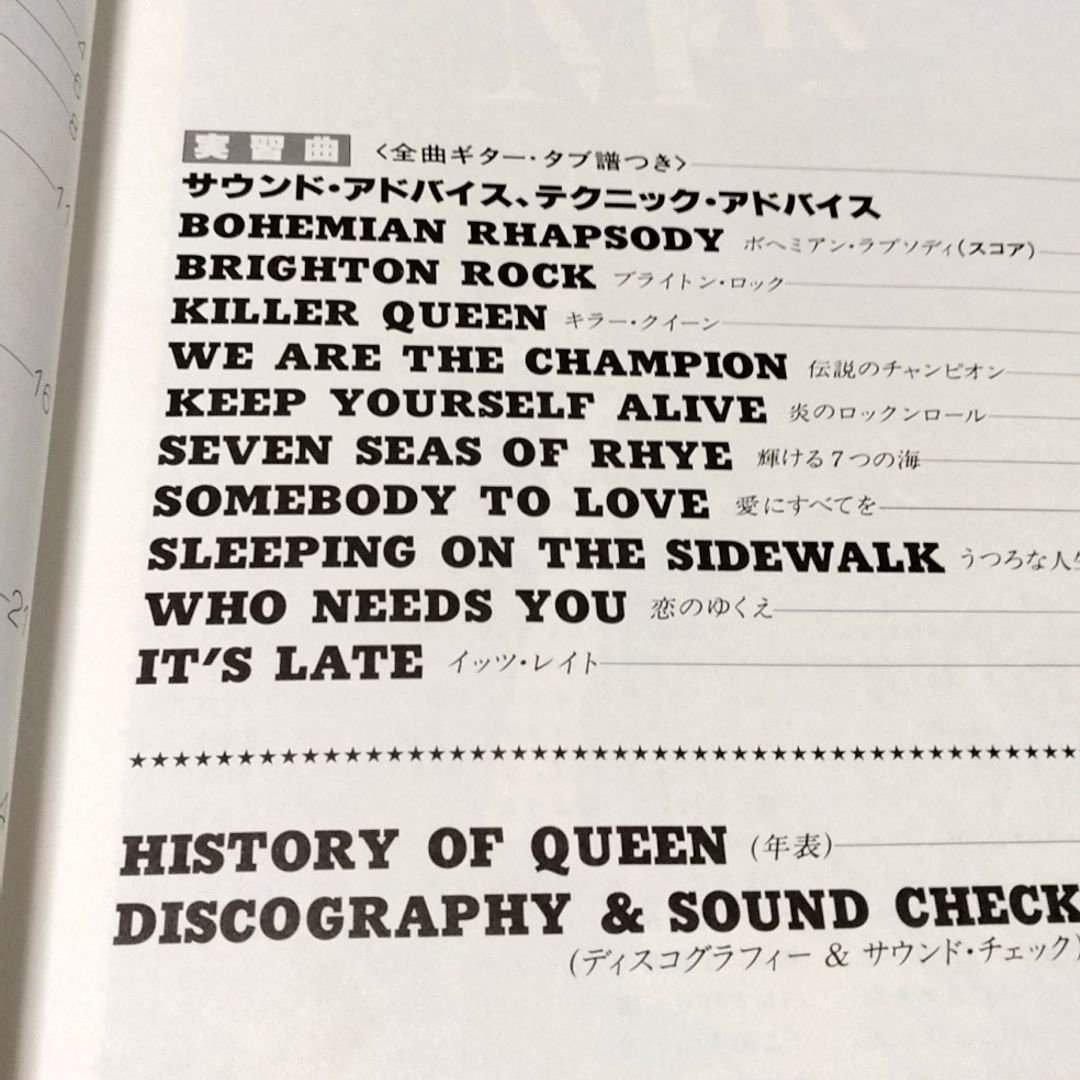 実習曲 〈全曲ギター・タブ譜つき〉
サウンド・アドバイス、テクニック・アドバイス
BOHEMIAN RHAPSODY ボヘミアン・ラプソディ(スコア)
BRIGHTON ROCK ブライトン・ロック
KILLER QUEEN キラー・クイーン
WE ARE THE CHAMPION 伝説のチャンピオン
KEEP YOURSELF ALIVE 炎のロックンロール
SEVEN SEAS OF RHYE 輝ける7つの海
SOMEBODY TO LOVE 愛にすべてを
SLEEPING ON THE SIDEWALK うつろな人生
WHO NEEDS YOU 恋のゆくえ
IT'S LATE イッツ・レイト
HISTORY OF QUEEN (年表)
DISCOGRAPHY & SOUND CHECK
(ディスコグラフィー & サウンド・チェック)